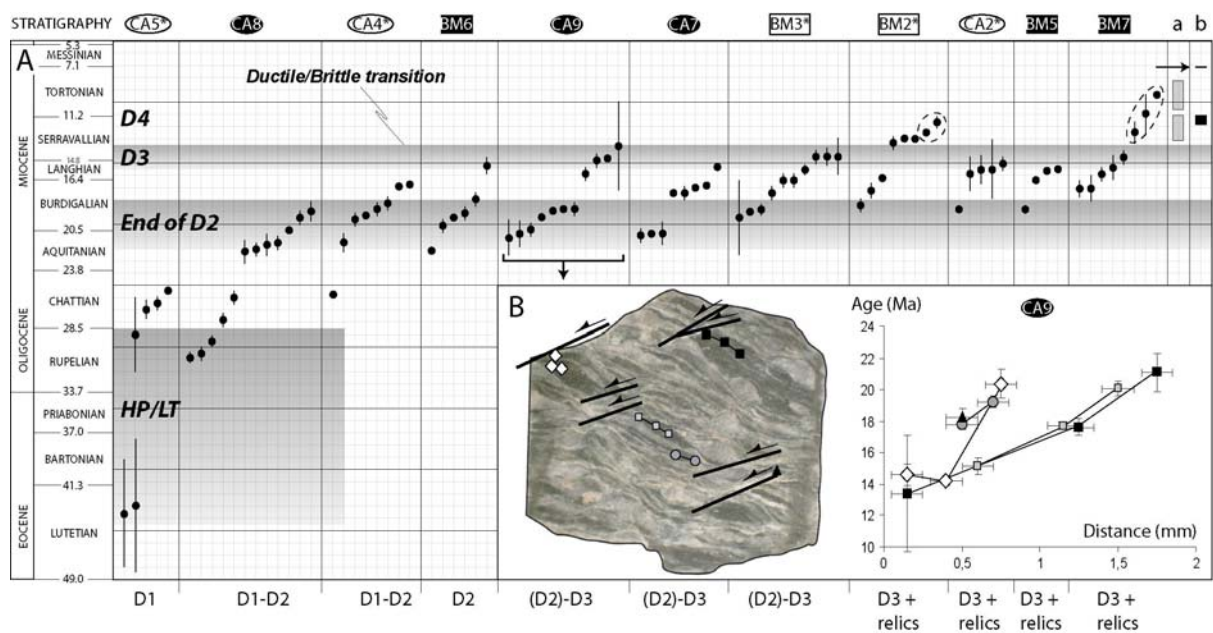 STRATIGRAPHY CA5* CA8 CA4* BM6 CA9 CA7 BM3* BM2* CA2* BM5 BM7 a b
A
5.3
MESSINIAN
7.1
TORTONIAN
11.2
SERRAVALLIAN
14.8
LANGHIAN
16.4
BURDIGALIAN
20.5
AQUITANIAN
23.8
CHATTIAN
28.5
RUPELIAN
33.7
PRIABONIAN
37.0
BARTONIAN
41.3
LUTETIAN
49.0
MIOCENE
OLIGOCENE
EOCENE
Ductile/Brittle transition
D4
D3
End of D2
HP/LT
B
Age (Ma)
CA9
24
22
20
18
16
14
12
10
Distance (mm)
0 0,5 1 1,5 2
D1 D1-D2 D1-D2 D2 (D2)-D3 (D2)-D3 (D2)-D3 D3 + relics D3 + relics D3 + relics D3 + relics